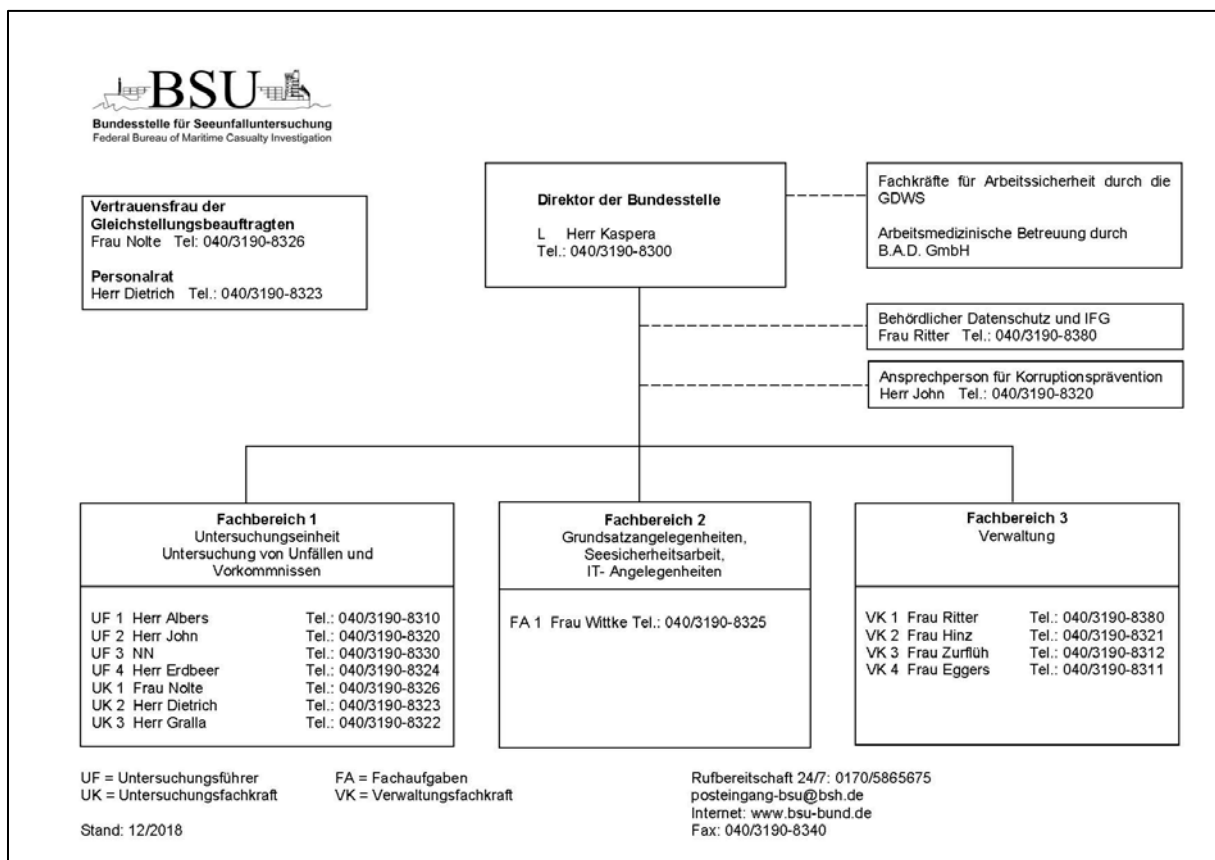 BSU
Bundesstelle für Seeunfalluntersuchung
Federal Bureau of Maritime Casualty Investigation
Vertrauensfrau der
Gleichstellungsbeauftragten
Frau Nolte Tel: 040/3190-8326
Personalrat
Herr Dietrich Tel.: 040/3190-8323
Direktor der Bundesstelle
L Herr Kaspera
Tel.: 040/3190-8300
Fachkräfte für Arbeitssicherheit durch die
GDWS
Arbeitsmedizinische Betreuung durch
B.A.D. GmbH
Behördlicher Datenschutz und IFG
Frau Ritter Tel.: 040/3190-8380
Ansprechperson für Korruptionsprävention
Herr John Tel.: 040/3190-8320
Fachbereich 1
Untersuchungseinheit
Untersuchung von Unfällen und
Vorkommnissen
UF 1 Herr Albers Tel.: 040/3190-8310
UF 2 Herr John Tel.: 040/3190-8320
UF 3 NN Tel.: 040/3190-8330
UF 4 Herr Erdbeer Tel.: 040/3190-8324
UK 1 Frau Nolte Tel.: 040/3190-8326
UK 2 Herr Dietrich Tel.: 040/3190-8323
UK 3 Herr Gralla Tel.: 040/3190-8322
Fachbereich 2
Grundsatzangelegenheiten,
Seesicherheitsarbeit,
IT- Angelegenheiten
FA 1 Frau Wittke Tel.: 040/3190-8325
Fachbereich 3
Verwaltung
VK 1 Frau Ritter Tel.: 040/3190-8380
VK 2 Frau Hinz Tel.: 040/3190-8321
VK 3 Frau Zurflüh Tel.: 040/3190-8312
VK 4 Frau Eggers Tel.: 040/3190-8311
UF = Untersuchungsführer FA = Fachaufgaben
UK = Untersuchungsfachkraft VK = Verwaltungsfachkraft
Stand: 12/2018
Rufbereitschaft 24/7: 0170/5865675
posteingang-bsu@bsh.de
Internet: www.bsu-bund.de
Fax: 040/3190-8340